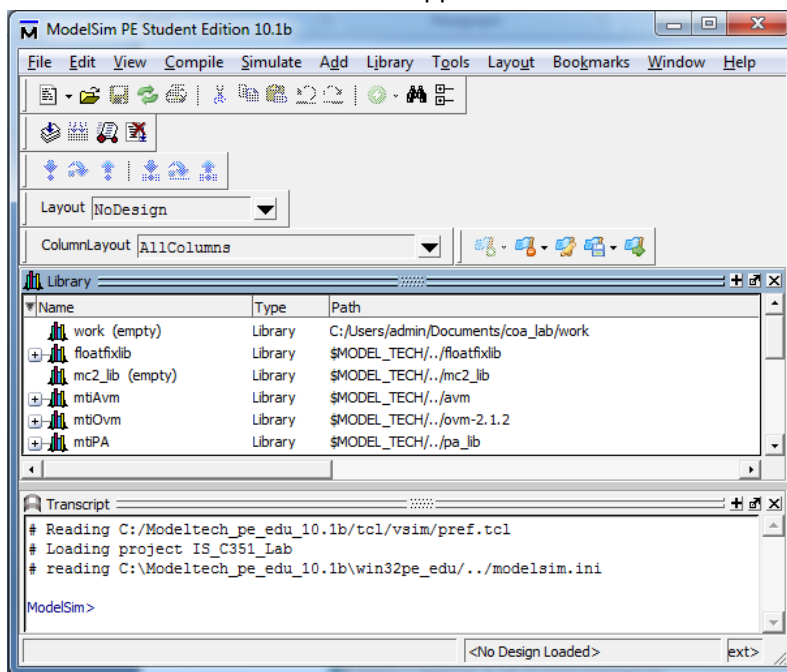 ModelSim PE Student Edition 10.1b
File Edit View Compile Simulate Add Library Tools Layout Bookmarks Window Help
Layout NoDesign
ColumnLayout AllColumns
Library
Name Type Path
work (empty) Library C:/Users/admin/Documents/coa_lab/work
floatfixlib Library $MODEL_TECH/../floatfixlib
mc2_lib (empty) Library $MODEL_TECH/../mc2_lib
mtiAvm Library $MODEL_TECH/../avm
mtiOvm Library $MODEL_TECH/../ovm-2.1.2
mtiPA Library $MODEL_TECH/../pa_lib
Transcript
# Reading C:/Modeltech_pe_edu_10.1b/tcl/vsim/pref.tcl
# Loading project IS_C351_Lab
# reading C:\Modeltech_pe_edu_10.1b\win32pe_edu/../modelsim.ini
ModelSim>
<No Design Loaded> ext>